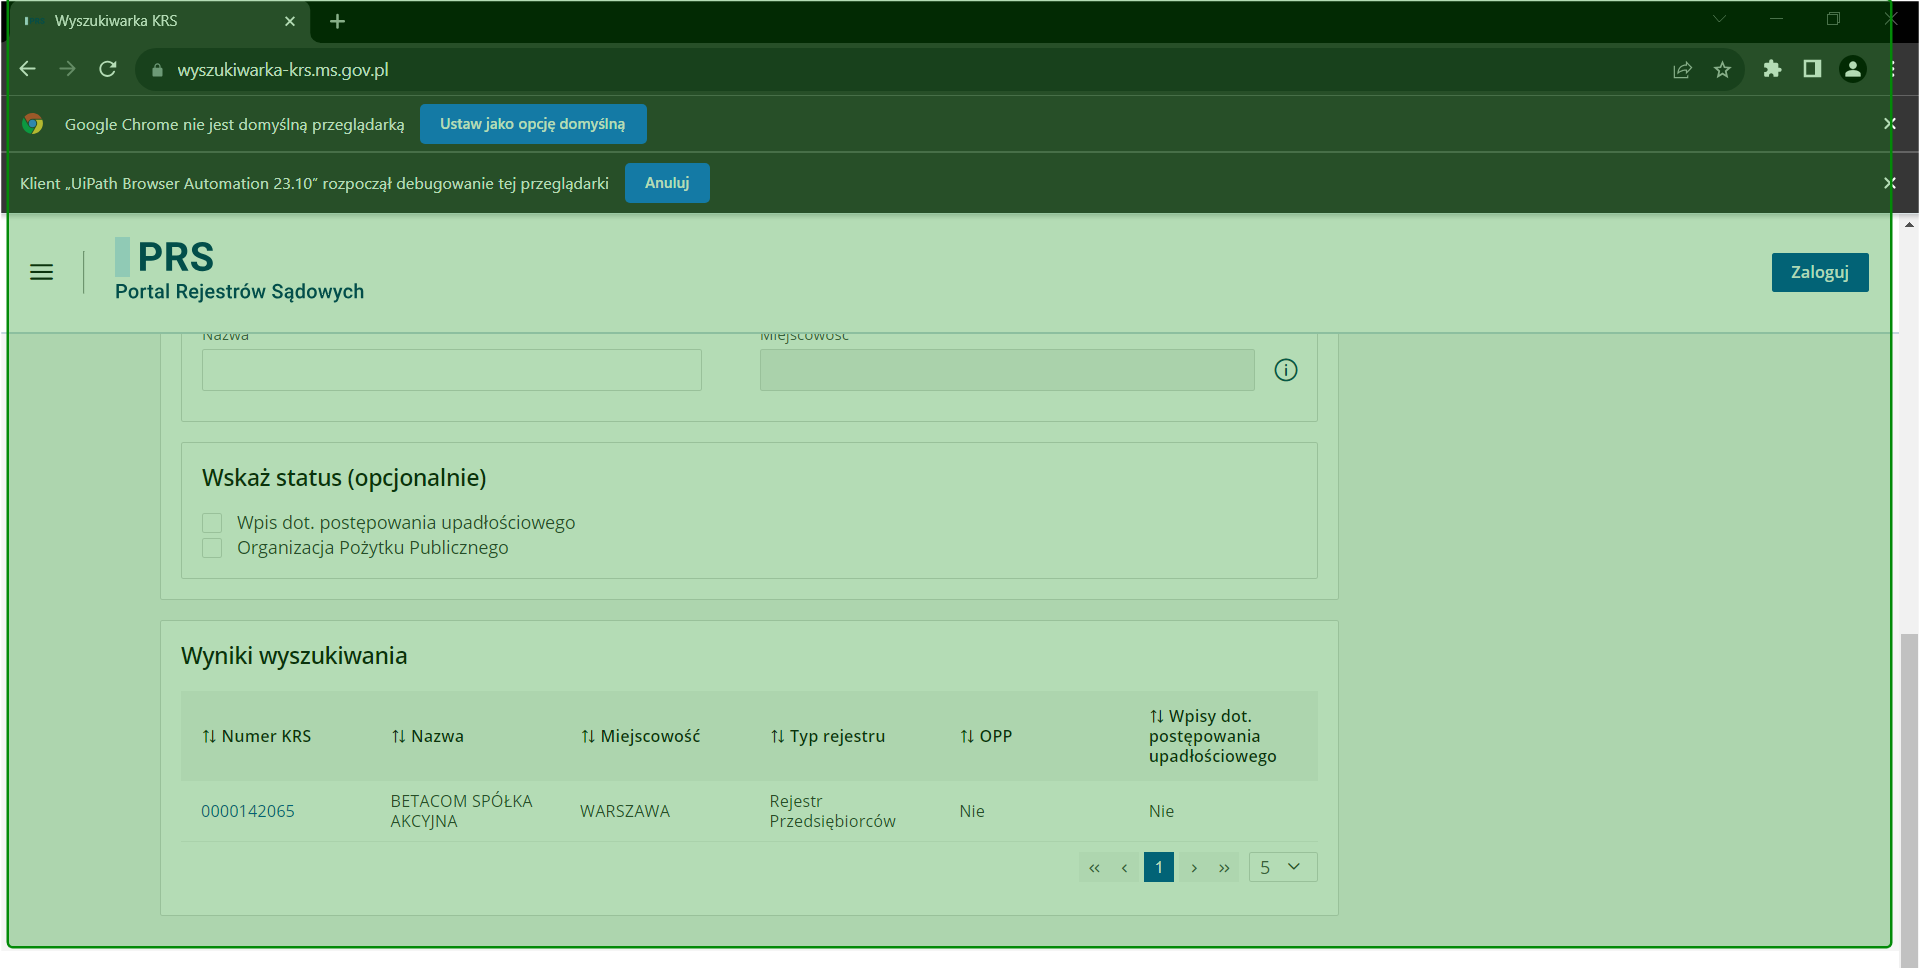 Wyszukiwarka KRS
wyszukiwarka-krs.ms.gov.pl
Google Chrome nie jest domyślną przeglądarką
Ustaw jako opcję domyślną
Klient „UiPath Browser Automation 23.10” rozpoczął debugowanie tej przeglądarki
Anuluj
PRS
Portal Rejestrów Sądowych
Zaloguj
Nazwa
Miejscowość
Wskaż status (opcjonalnie)
Wpis dot. postępowania upadłościowego
Organizacja Pożytku Publicznego
Wyniki wyszukiwania
Numer KRS
Nazwa
Miejscowość
Typ rejestru
OPP
Wpisy dot.
postępowania
upadłościowego
0000142065
BETACOM SPÓŁKA
AKCYJNA
WARSZAWA
Rejestr
Przedsiębiorców
Nie
Nie
« ‹ 1 › »
5